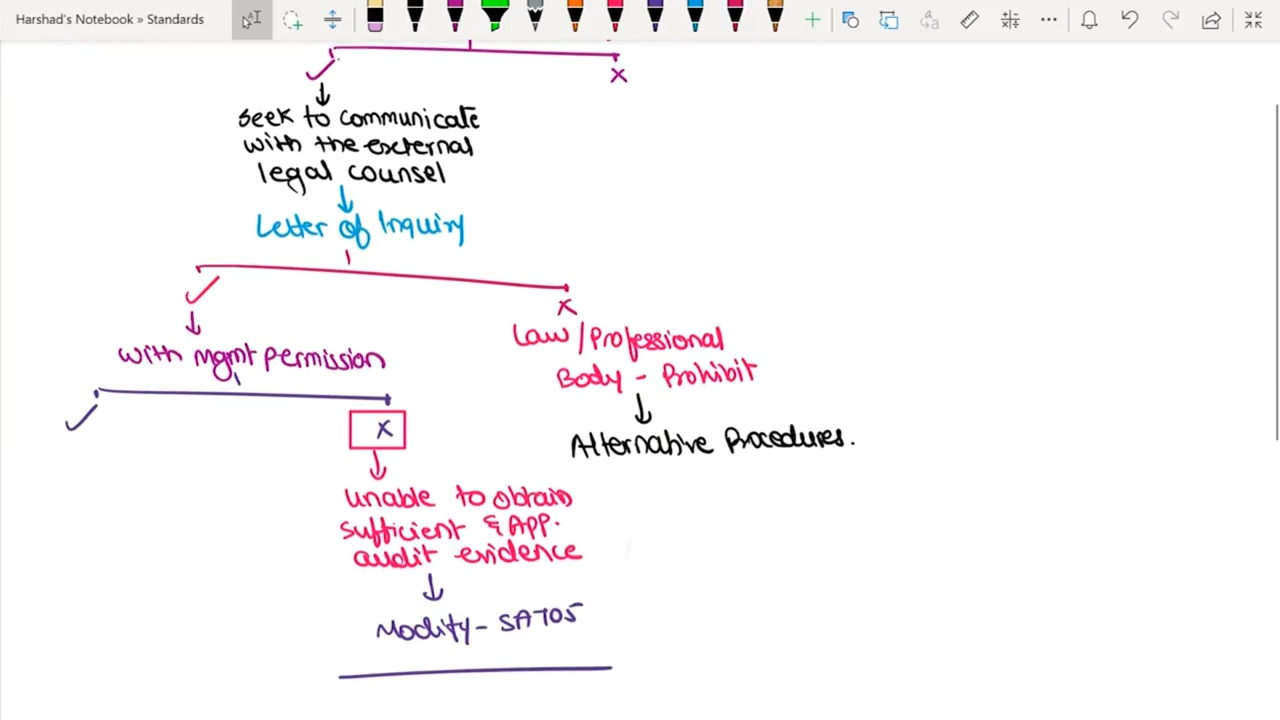 Harshad's Notebook » Standards
Seek to communicate
with the external
legal counsel
Letter of Inquiry
with mgmt permission
Law/Professional
Body - Prohibit
Alternative Procedures.
unable to obtain
sufficient & APP.
audit evidence
Modify - SA705